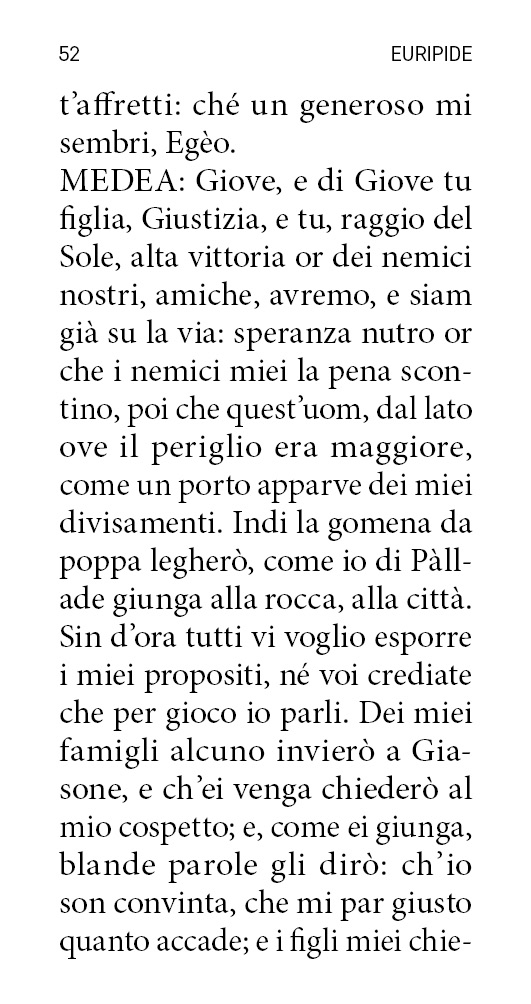 52 EURIPIDE
t’affretti: ché un generoso mi
sembri, Egèo.
MEDEA: Giove, e di Giove tu
figlia, Giustizia, e tu, raggio del
Sole, alta vittoria or dei nemici
nostri, amiche, avremo, e siam
già su la via: speranza nutro or
che i nemici miei la pena scon-
tino, poi che quest’uom, dal lato
ove il periglio era maggiore,
come un porto apparve dei miei
divisamenti. Indi la gomena da
poppa legherò, come io di Pàll-
ade giunga alla rocca, alla città.
Sin d’ora tutti vi voglio esporre
i miei propositi, né voi crediate
che per gioco io parli. Dei miei
famigli alcuno invierò a Gia-
sone, e ch’ei venga chiederò al
mio cospetto; e, come ei giunga,
blande parole gli dirò: ch’io
son convinta, che mi par giusto
quanto accade; e i figli miei chie-